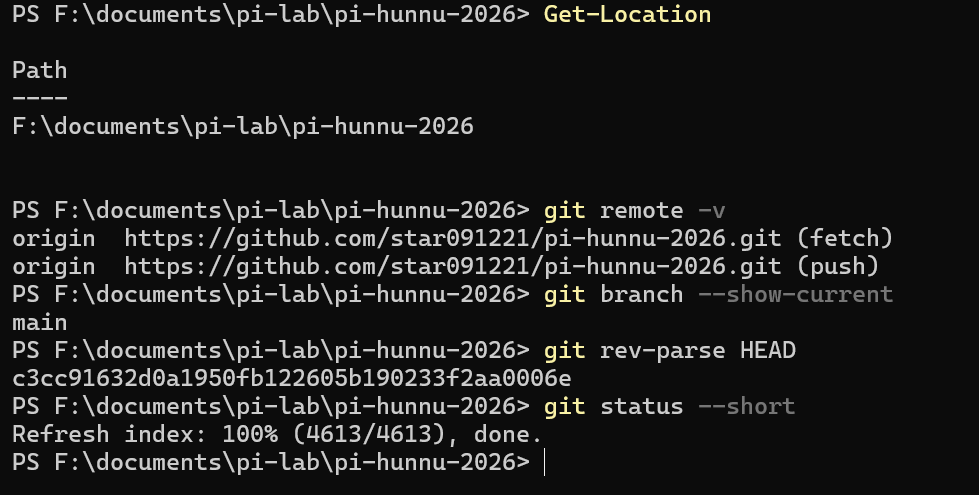 PS F:\documents\pi-lab\pi-hunnu-2026> Get-Location
Path
----
F:\documents\pi-lab\pi-hunnu-2026
PS F:\documents\pi-lab\pi-hunnu-2026> git remote -v
origin  https://github.com/star091221/pi-hunnu-2026.git (fetch)
origin  https://github.com/star091221/pi-hunnu-2026.git (push)
PS F:\documents\pi-lab\pi-hunnu-2026> git branch --show-current
main
PS F:\documents\pi-lab\pi-hunnu-2026> git rev-parse HEAD
c3cc91632d0a1950fb122605b190233f2aa0006e
PS F:\documents\pi-lab\pi-hunnu-2026> git status --short
Refresh index: 100% (4613/4613), done.
PS F:\documents\pi-lab\pi-hunnu-2026>